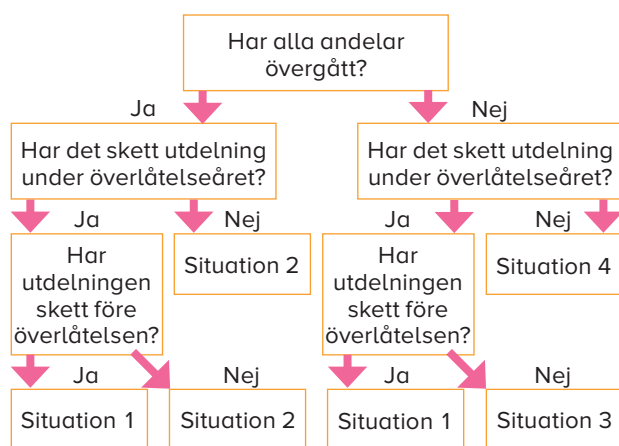 Har alla andelar
övergått?
Ja
Nej
Har det skett utdelning
under överlåtelseåret?
Har det skett utdelning
under överlåtelseåret?
Ja
Nej
Ja
Nej
Har
utdelningen
skett före
överlåtelsen?
Situation 2
Har
utdelningen
skett före
överlåtelsen?
Situation 4
Ja
Nej
Ja
Nej
Situation 1
Situation 2
Situation 1
Situation 3